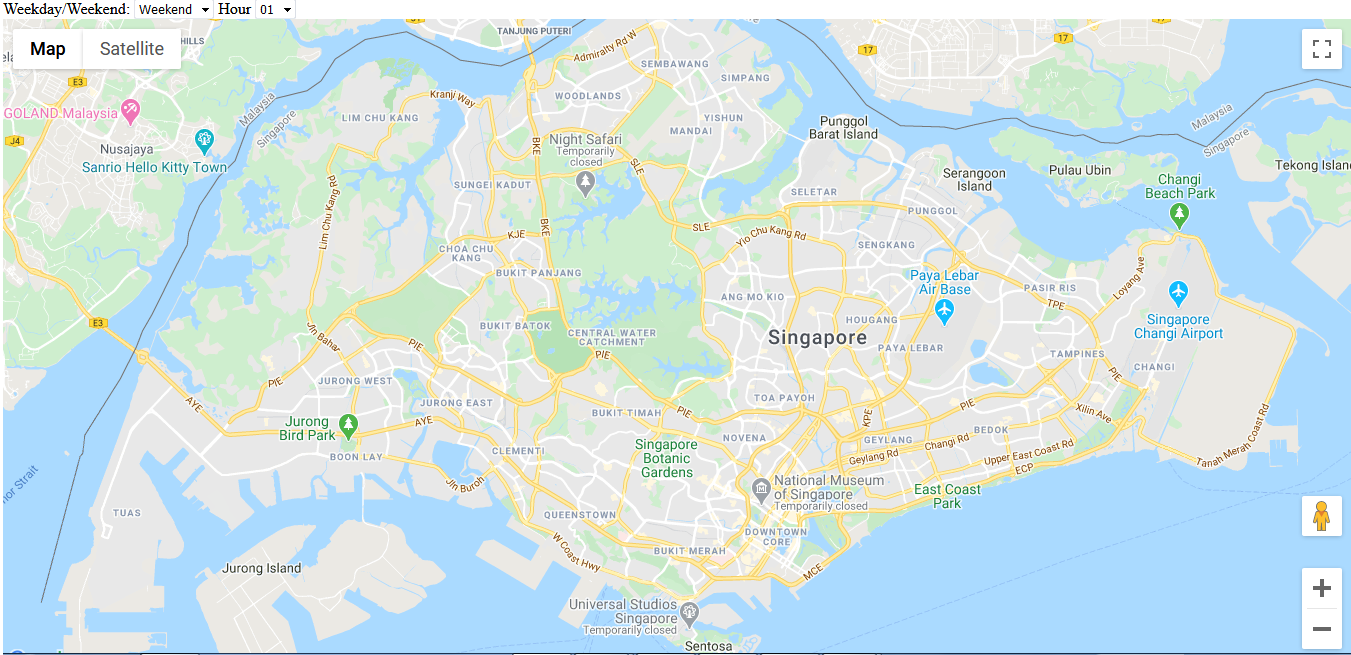 Weekday/Weekend: Weekend Hour 01
Map Satellite
HILLS
TANJUNG PUTERI
17
17
Admiralty Rd W
SEMBAWANG
SIMPANG
E3
GOLAND Malaysia
Kranji Way
WOODLANDS
LIM CHU KANG
Malaysia
Singapore
J4
Nusajaya
Sanrio Hello Kitty Town
BKE
Night Safari
Temporarily
closed
YISHUN
MANDAI
SLE
Punggol
Barat Island
Malaysia
Singapore
Tekong Island
Pulau Ubin
Serangoon
Island
Changi
Beach Park
SUNGEI KADUT
SELETAR
PUNGGOL
Lim Chu Kang Rd
KJE
BKE
SLE
Yio Chu Kang Rd
CHOA CHU
KANG
SENGKANG
BUKIT PANJANG
Paya Lebar
Air Base
Loyang Ave
PASIR RIS
TPE
ANG MO KIO
E3
Jln Bahar
BUKIT BATOK
CENTRAL WATER
CATCHMENT
HOUGANG
Singapore
Changi Airport
Singapore
PAYA LEBAR
PIE
PIE
TAMPINES
CHANGI
PIE
PIE
JURONG WEST
AYE
JURONG EAST
TOA PAYOH
Jurong
Bird Park
AYE
BUKIT TIMAH
PIE
KPE
PIE
Xilin Ave
BEDOK
NOVENA
GEYLANG
Changi Rd
BOON LAY
CLEMENTI
Singapore
Botanic
Gardens
Geylang Rd
Upper East Coast Rd
ECP
Tanah Merah Coast Rd
Jln Buroh
National Museum
of Singapore
Temporarily closed
East Coast
Park
TUAS
QUEENSTOWN
DOWNTOWN
CORE
W Coast Hwy
BUKIT MERAH
MCE
Jurong Island
Universal Studios
Singapore
Temporarily closed
Sentosa